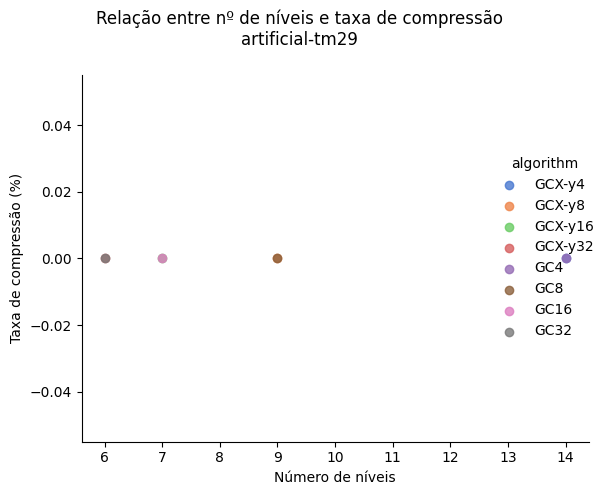 Relação entre nº de níveis e taxa de compressão
artificial-tm29
Taxa de compressão (%)
0.04
0.02
0.00
−0.02
−0.04
6
7
8
9
10
11
12
13
14
Número de níveis
algorithm
GCX-y4
GCX-y8
GCX-y16
GCX-y32
GC4
GC8
GC16
GC32